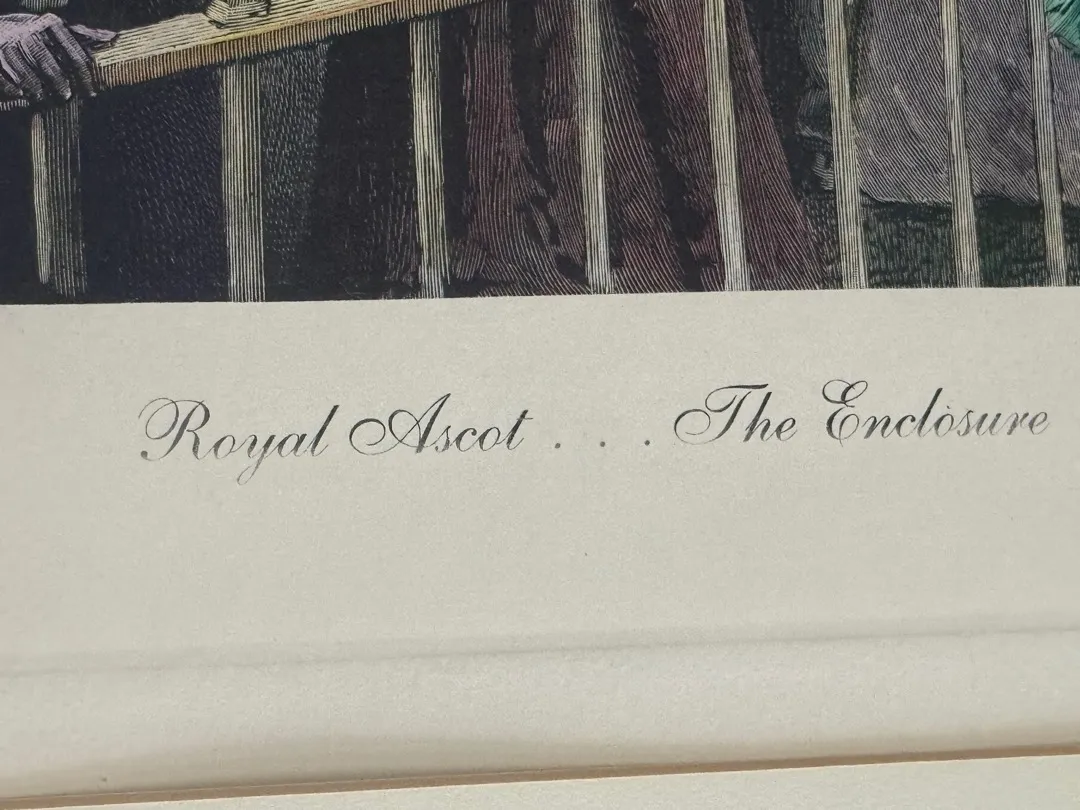 Royal Ascot . . . The Enclosure